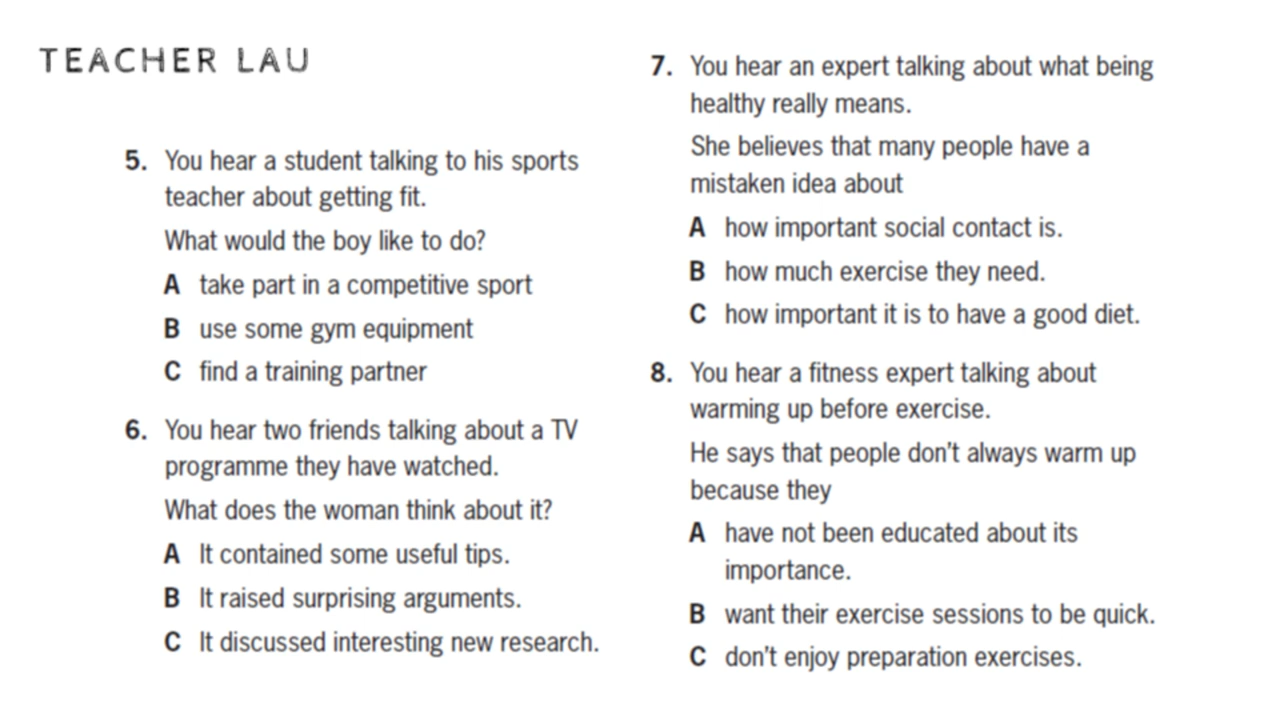 TEACHER LAU
5. You hear a student talking to his sports
teacher about getting fit.
What would the boy like to do?
A take part in a competitive sport
B use some gym equipment
C find a training partner
6. You hear two friends talking about a TV
programme they have watched.
What does the woman think about it?
A It contained some useful tips.
B It raised surprising arguments.
C It discussed interesting new research.
7. You hear an expert talking about what being
healthy really means.
She believes that many people have a
mistaken idea about
A how important social contact is.
B how much exercise they need.
C how important it is to have a good diet.
8. You hear a fitness expert talking about
warming up before exercise.
He says that people don't always warm up
because they
A have not been educated about its
importance.
B want their exercise sessions to be quick.
C don't enjoy preparation exercises.